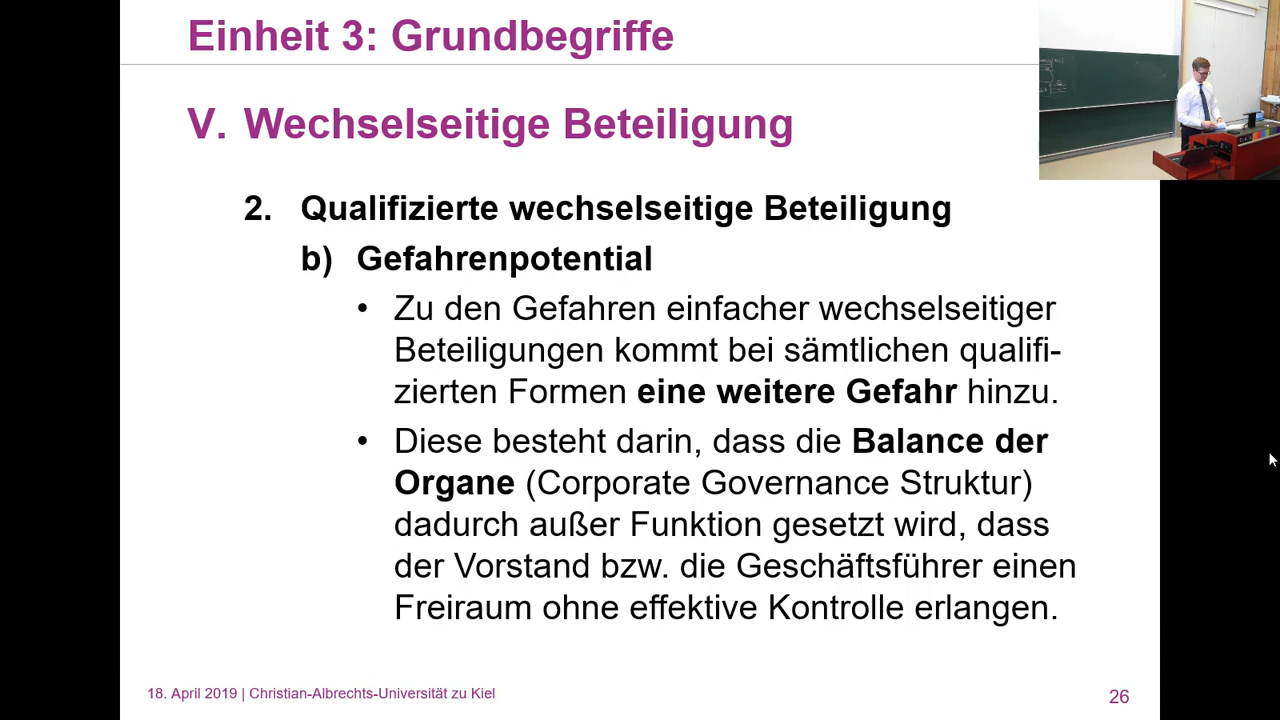 Einheit 3: Grundbegriffe
V. Wechselseitige Beteiligung
2. Qualifizierte wechselseitige Beteiligung
b) Gefahrenpotential
• Zu den Gefahren einfacher wechselseitiger
Beteiligungen kommt bei sämtlichen qualifi-
zierten Formen eine weitere Gefahr hinzu.
• Diese besteht darin, dass die Balance der
Organe (Corporate Governance Struktur)
dadurch außer Funktion gesetzt wird, dass
der Vorstand bzw. die Geschäftsführer einen
Freiraum ohne effektive Kontrolle erlangen.
18. April 2019 | Christian-Albrechts-Universität zu Kiel
26